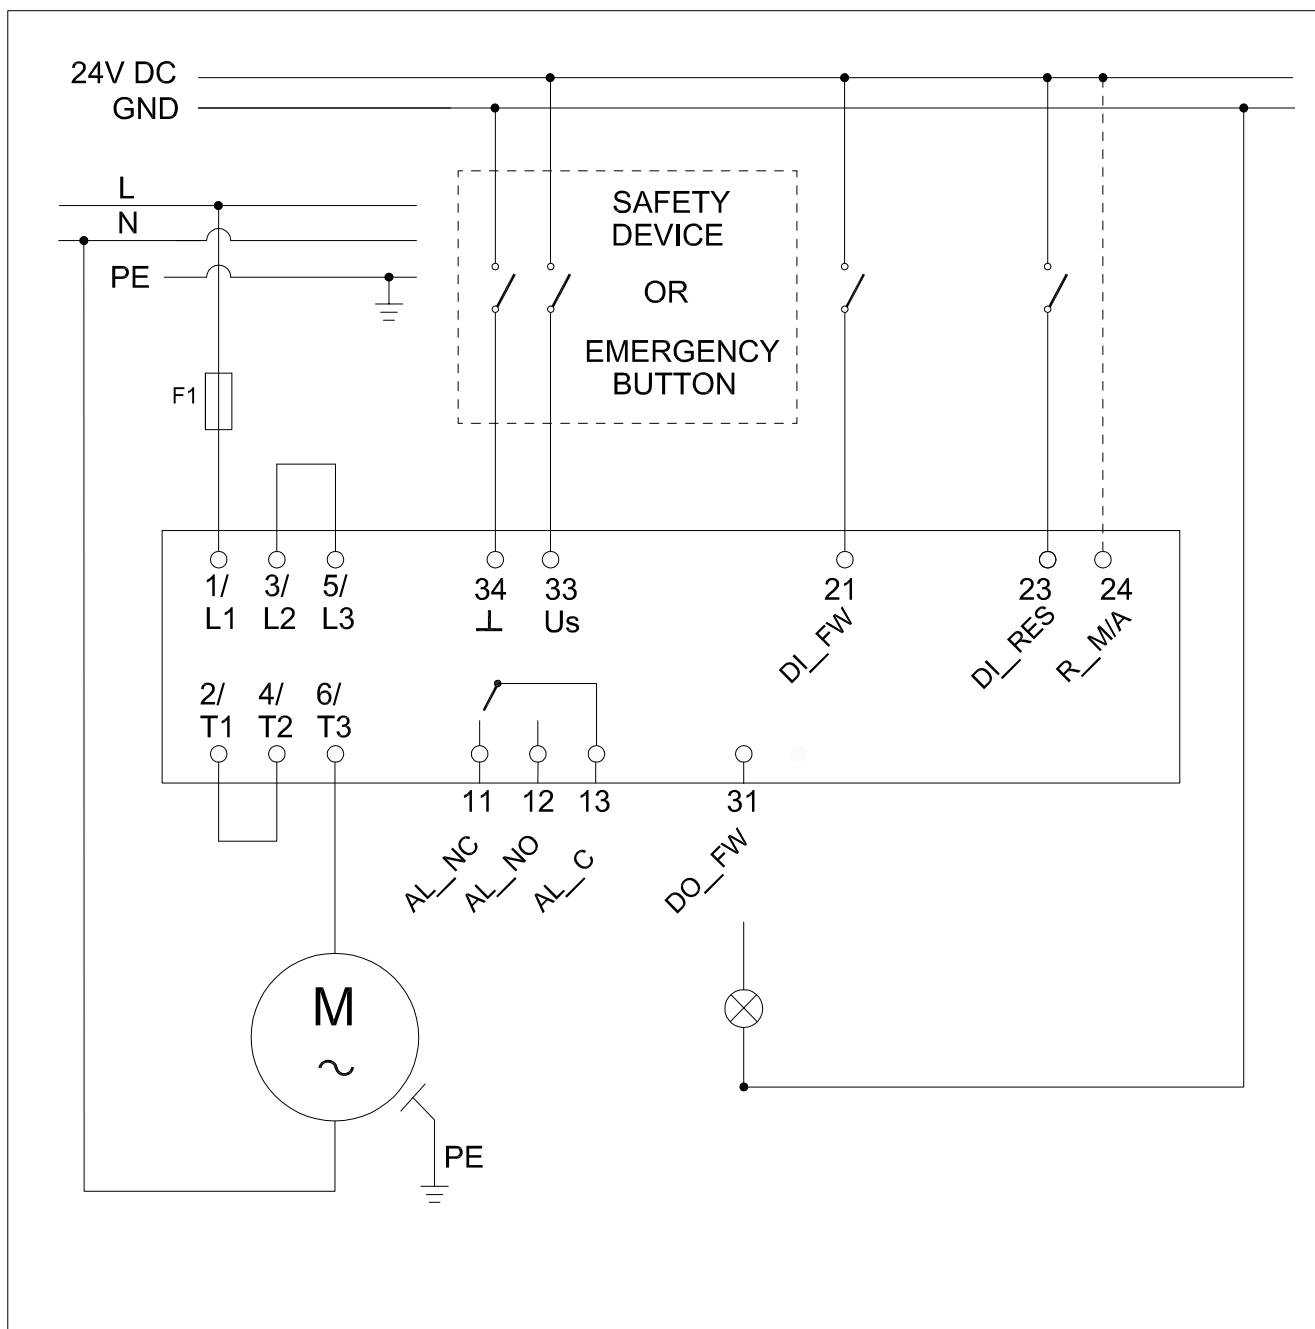 24V DC
GND
L
N
PE
SAFETY
DEVICE
OR
EMERGENCY
BUTTON
F1
1/ 3/ 5/
L1 L2 L3
34 33 21 23 24
⊥ Us
DI_FW DI_RES R_M/A
2/ 4/ 6/
T1 T2 T3
11 12 13 31
AL_NC AL_NO AL_C DO_FW
M
~
PE